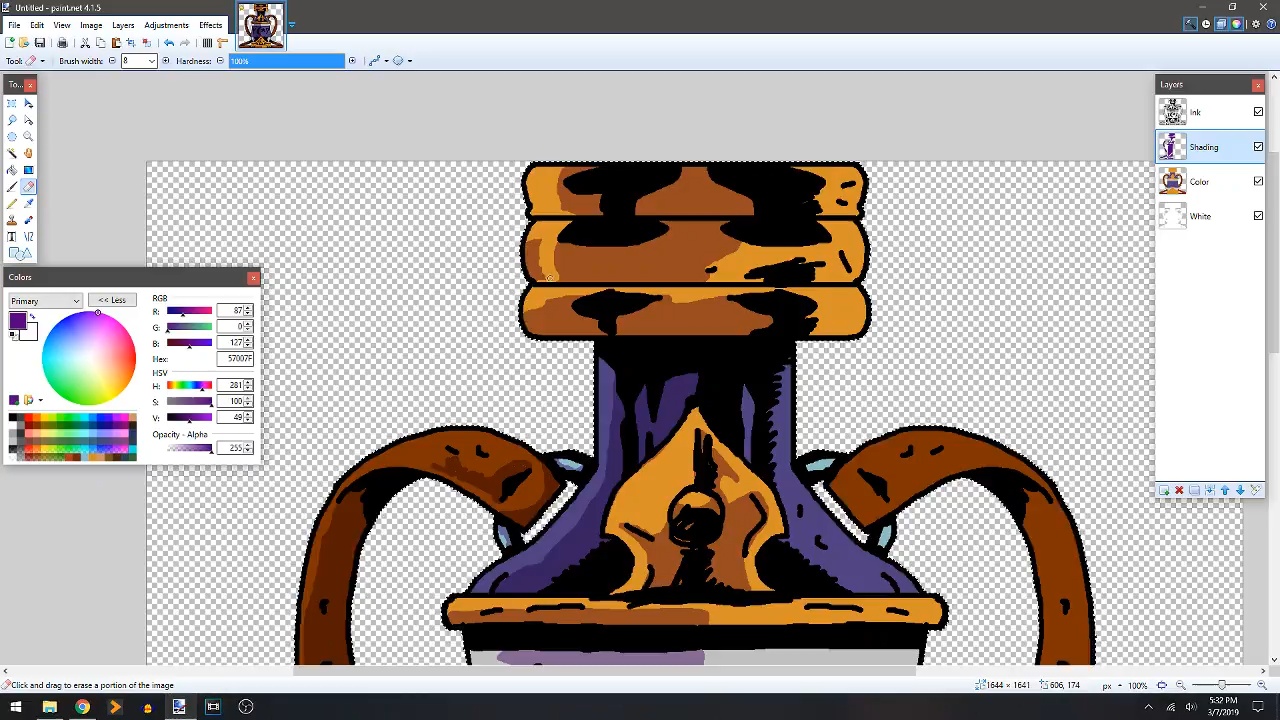 Untitled - paint.net 4.1.5
File Edit View Image Layers Adjustments Effects
Tool: Brush width: 8 Hardness: 100%
To... x
Layers x
Ink
Shading
Color
White
Colors x
Primary << Less
RGB
R: 87
G: 0
B: 127
Hex: 57007F
HSV
H: 281
S: 100
V: 49
Opacity - Alpha
255
Click and drag to erase a portion of the image
1644 × 1641 606, 174 px 100%
5:32 PM
3/7/2019